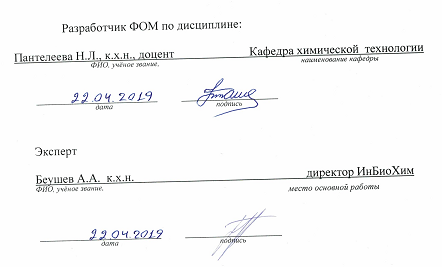 Разработчик ФОМ по дисциплине:
Пантелеева Н.Л., к.х.н., доцент Кафедра химической технологии
ФИО, учёное звание. наименование кафедры
22.04.2019
дата подпись
Эксперт
Беушев А.А. к.х.н. директор ИнБиоХим
ФИО, учёное звание. место основной работы
22.04.2019
дата подпись